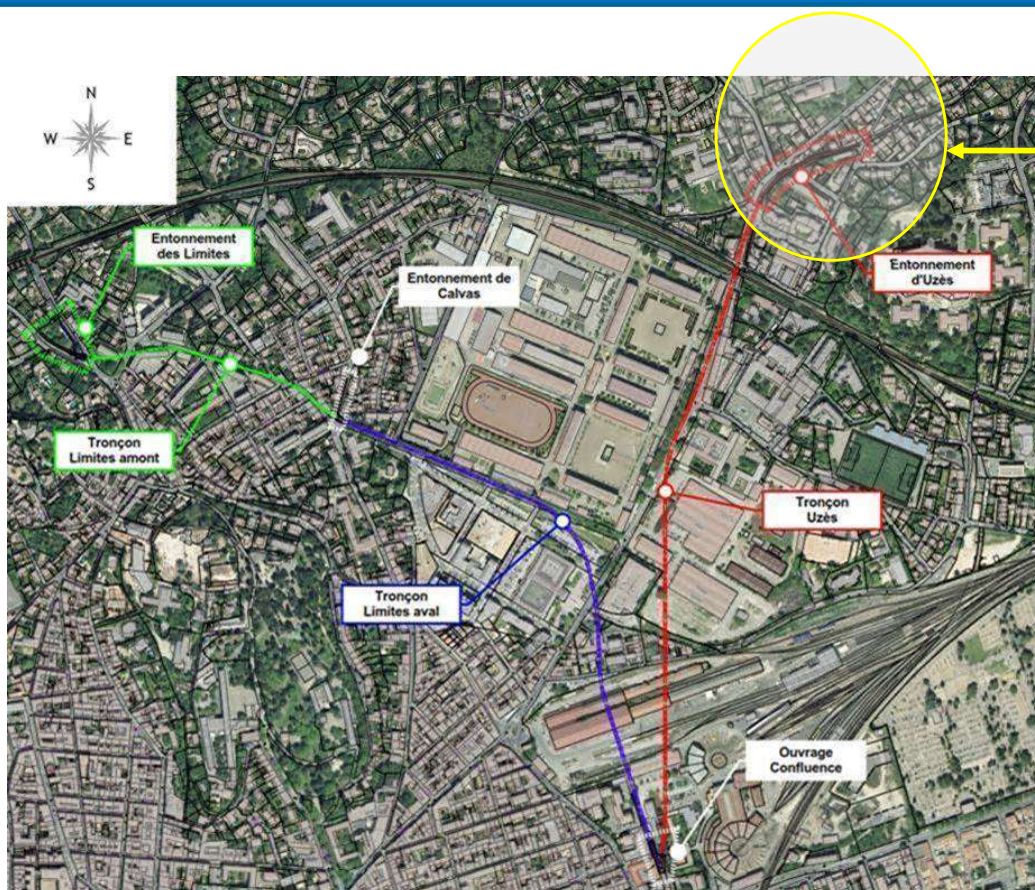 N
W E
S
Entonnement
des Limites
Entonnement de
Calvas
Entonnement
d'Uzès
Tronçon
Limites amont
Tronçon
Uzès
Tronçon
Limites aval
Ouvrage
Confluence